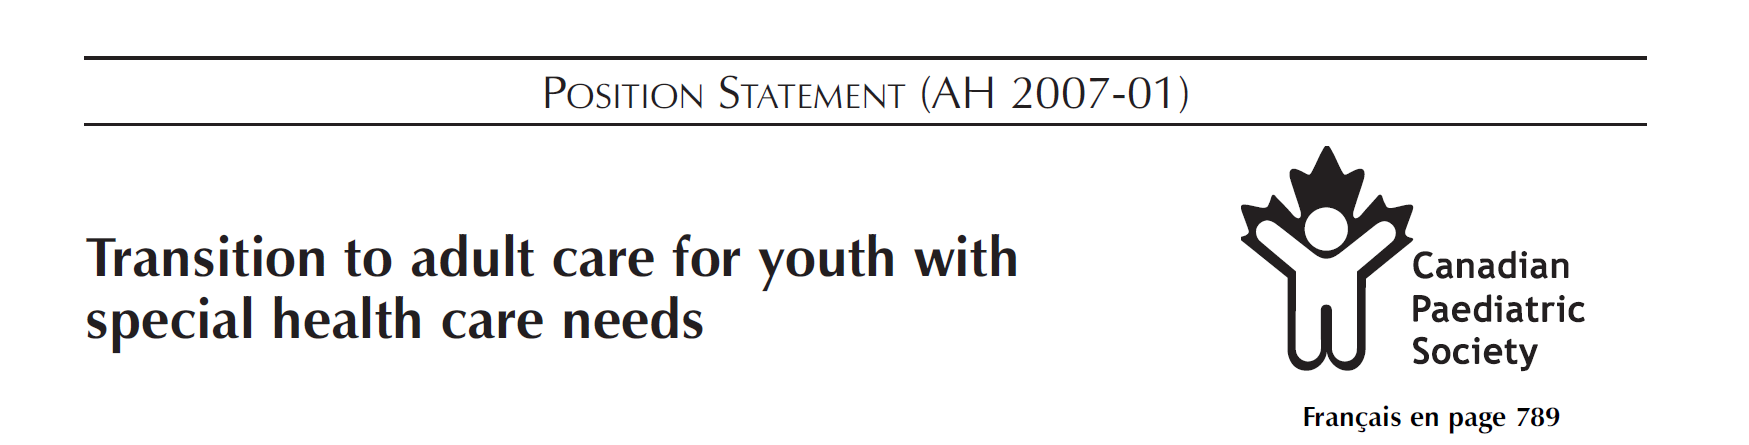 POSITION STATEMENT (AH 2007-01)
Transition to adult care for youth with
special health care needs
Canadian
Paediatric
Society
Français en page 789